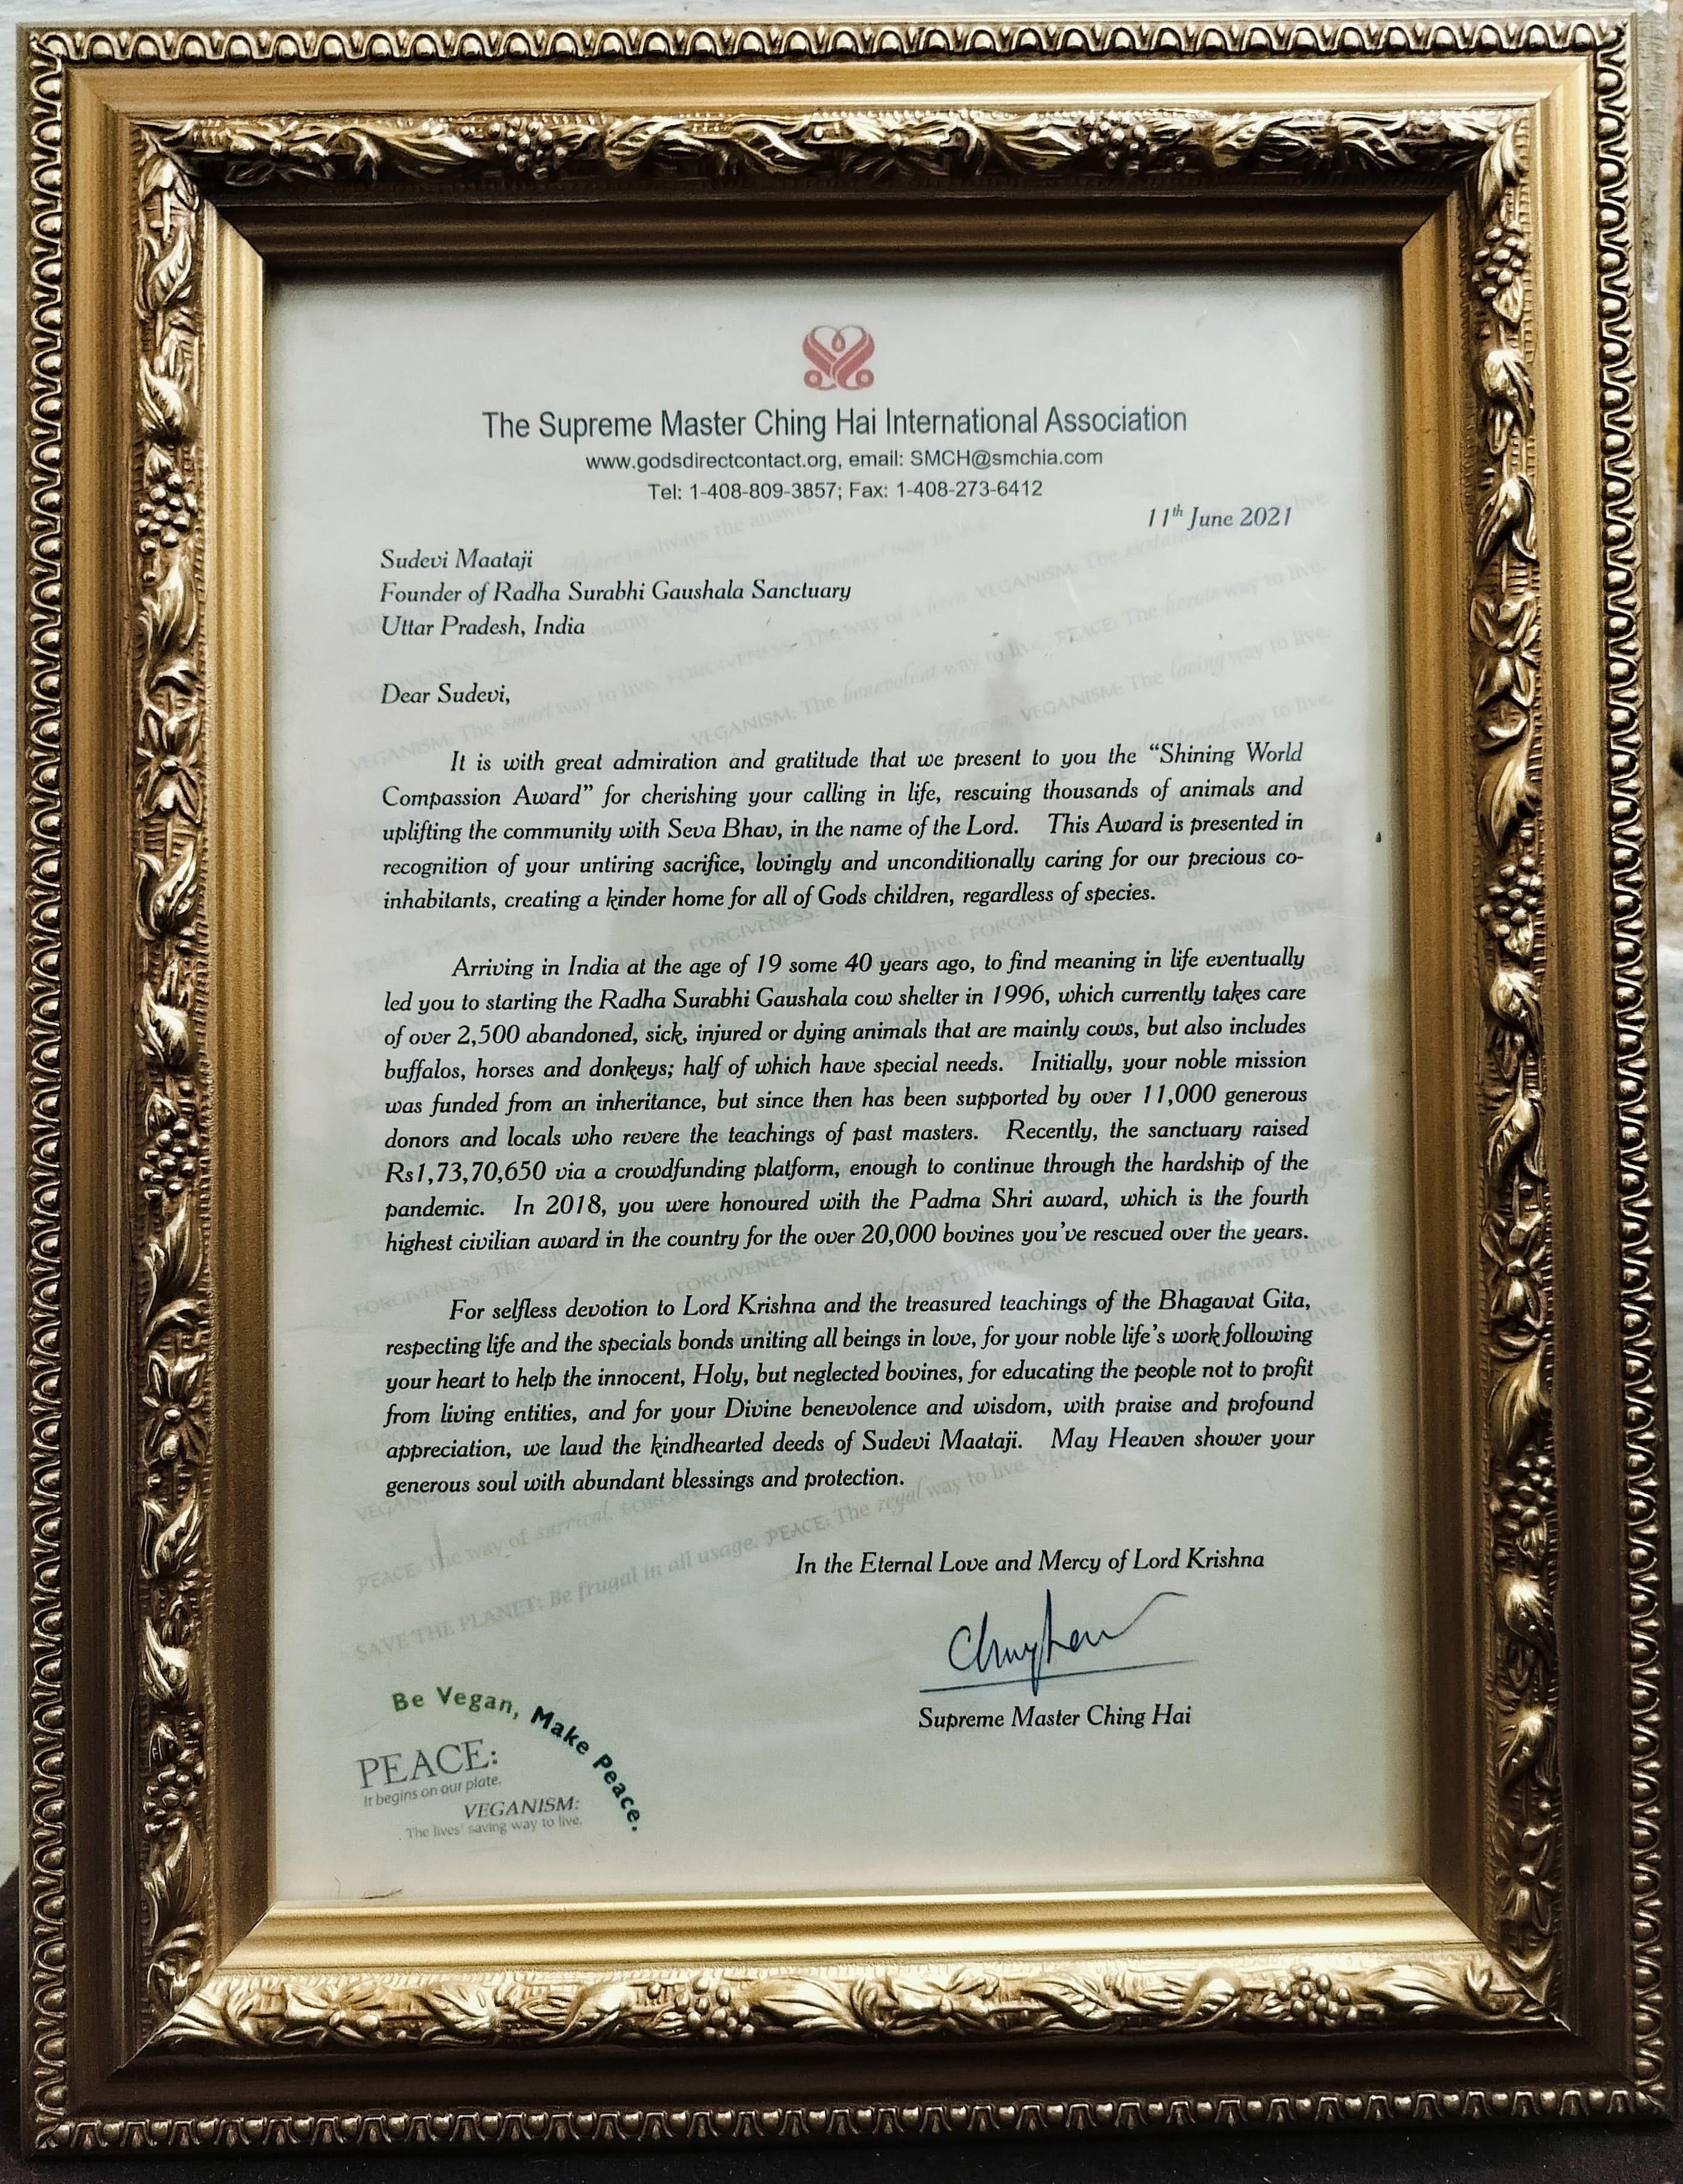 The Supreme Master Ching Hai International Association
www.godsdirectcontact.org, email: SMCH@smchia.com
Tel: 1-408-809-3857; Fax: 1-408-273-6412
11th June 2021
Sudevi Maataji
Founder of Radha Surabhi Gaushala Sanctuary
Uttar Pradesh, India
Dear Sudevi,
It is with great admiration and gratitude that we present to you the “Shining World
Compassion Award” for cherishing your calling in life, rescuing thousands of animals and
uplifting the community with Seva Bhav, in the name of the Lord. This Award is presented in
recognition of your untiring sacrifice, lovingly and unconditionally caring for our precious co-
inhabitants, creating a kinder home for all of Gods children, regardless of species.
Arriving in India at the age of 19 some 40 years ago, to find meaning in life eventually
led you to starting the Radha Surabhi Gaushala cow shelter in 1996, which currently takes care
of over 2,500 abandoned, sick, injured or dying animals that are mainly cows, but also includes
buffalos, horses and donkeys; half of which have special needs. Initially, your noble mission
was funded from an inheritance, but since then has been supported by over 11,000 generous
donors and locals who revere the teachings of past masters. Recently, the sanctuary raised
Rs1,73,70,650 via a crowdfunding platform, enough to continue through the hardship of the
pandemic. In 2018, you were honoured with the Padma Shri award, which is the fourth
highest civilian award in the country for the over 20,000 bovines you’ve rescued over the years.
For selfless devotion to Lord Krishna and the treasured teachings of the Bhagavat Gita,
respecting life and the specials bonds uniting all beings in love, for your noble life’s work following
your heart to help the innocent, Holy, but neglected bovines, for educating the people not to profit
from living entities, and for your Divine benevolence and wisdom, with praise and profound
appreciation, we laud the kindhearted deeds of Sudevi Maataji. May Heaven shower your
generous soul with abundant blessings and protection.
PEACE: The way of survival.
SAVE THE PLANET: Be frugal in all usage. PEACE: The regal way to live.
In the Eternal Love and Mercy of Lord Krishna
Supreme Master Ching Hai
Be Vegan, Make Peace.
PEACE:
It begins on our plate.
VEGANISM:
The lives' saving way to live.